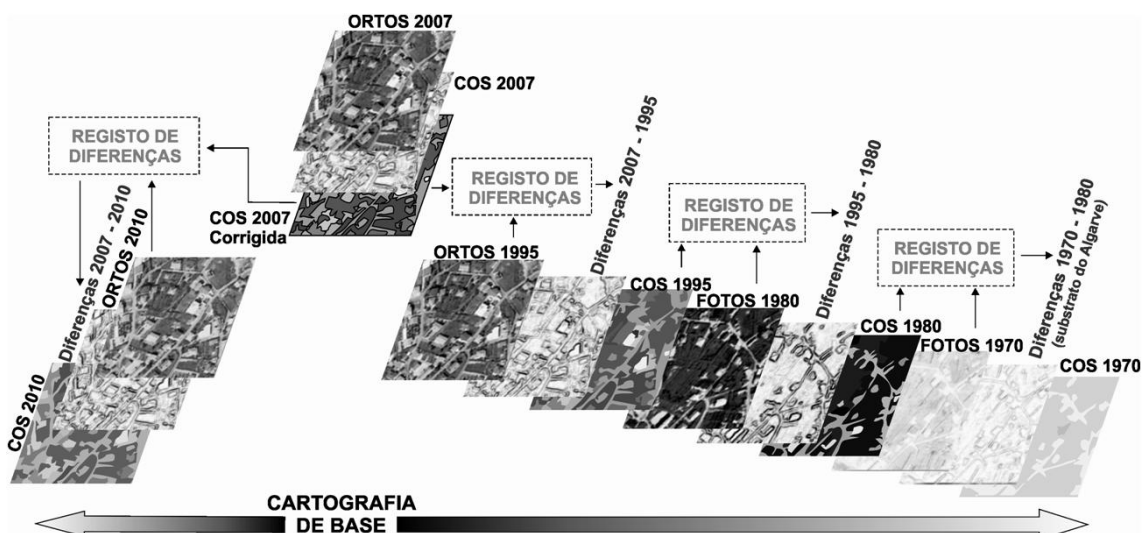 ORTOS 2007
COS 2007
REGISTO DE
DIFERENÇAS
COS 2007
Corrigida
Diferenças 2007 - 2010
ORTOS 2010
COS 2010
REGISTO DE
DIFERENÇAS
Diferenças 2007 - 1995
ORTOS 1995
COS 1995
REGISTO DE
DIFERENÇAS
Diferenças 1995 - 1980
FOTOS 1980
COS 1980
REGISTO DE
DIFERENÇAS
Diferenças 1970 - 1980
(substrato do Algarve)
FOTOS 1970
COS 1970
CARTOGRAFIA
DE BASE